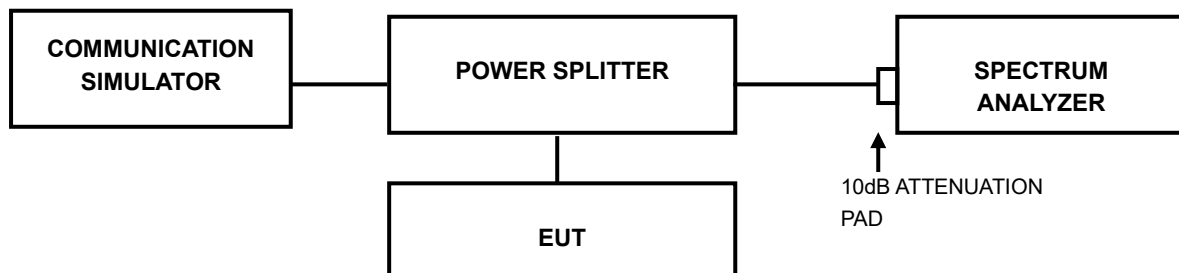 COMMUNICATION
SIMULATOR
POWER SPLITTER
SPECTRUM
ANALYZER
10dB ATTENUATION
PAD
EUT